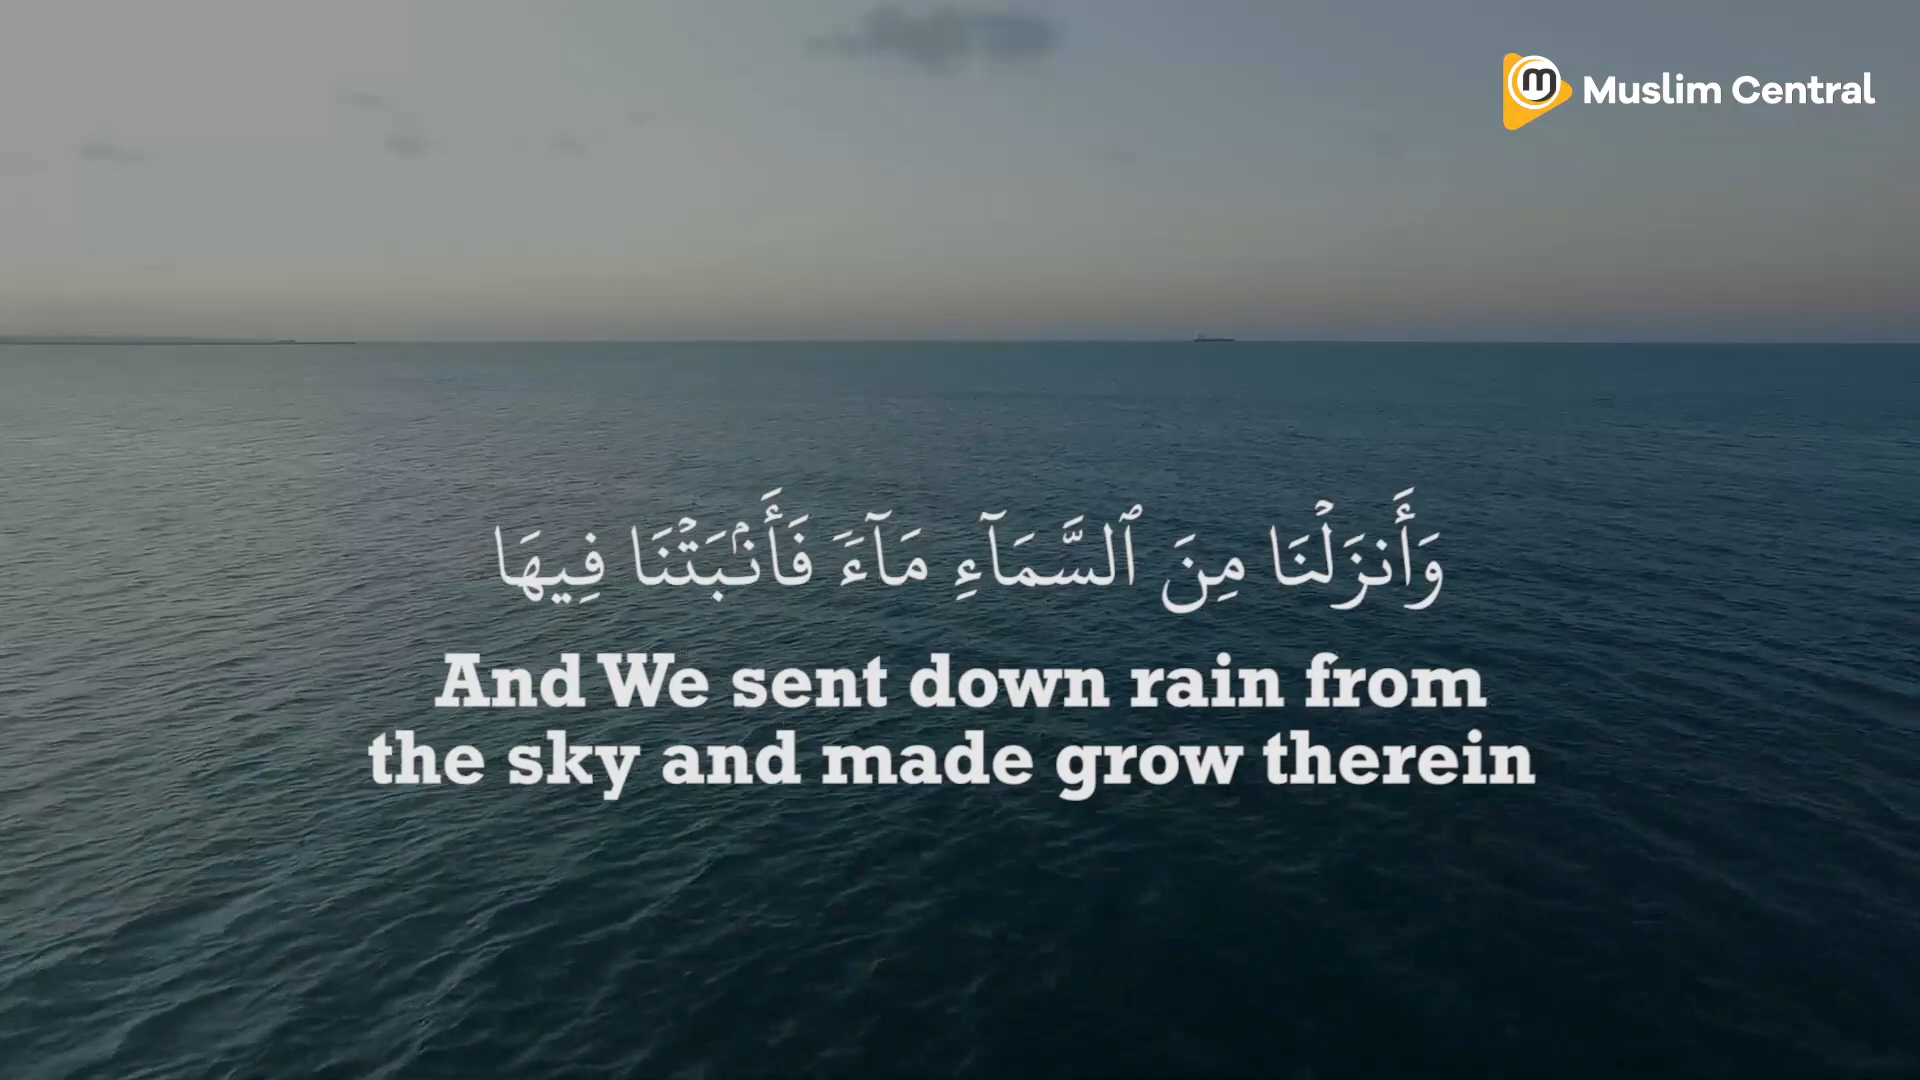 Muslim Central
وَأَنزَلْنَا مِنَ ٱلسَّمَآءِ مَآءَ فَأَنۢبَتْنَا فِيهَا
And We sent down rain from
the sky and made grow therein